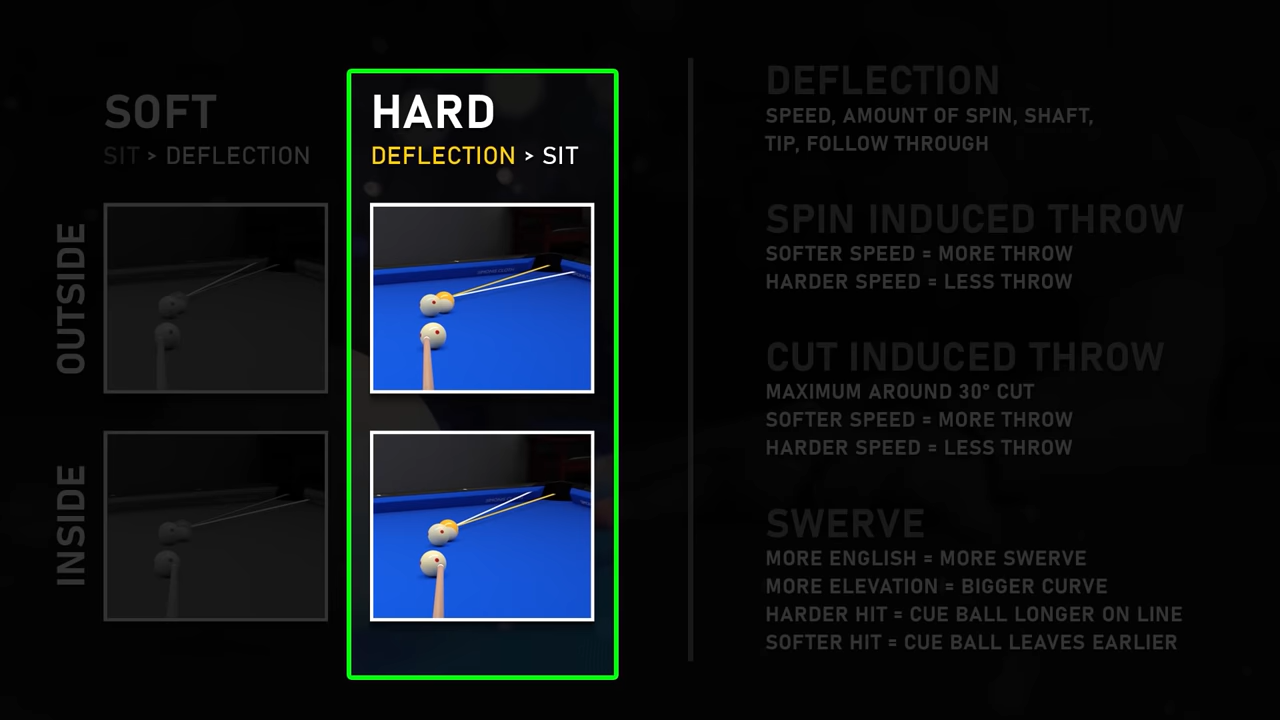 SOFT
SIT > DEFLECTION
HARD
DEFLECTION > SIT
OUTSIDE
INSIDE
DEFLECTION
SPEED, AMOUNT OF SPIN, SHAFT,
TIP, FOLLOW THROUGH
SPIN INDUCED THROW
SOFTER SPEED = MORE THROW
HARDER SPEED = LESS THROW
CUT INDUCED THROW
MAXIMUM AROUND 30° CUT
SOFTER SPEED = MORE THROW
HARDER SPEED = LESS THROW
SWERVE
MORE ENGLISH = MORE SWERVE
MORE ELEVATION = BIGGER CURVE
HARDER HIT = CUE BALL LONGER ON LINE
SOFTER HIT = CUE BALL LEAVES EARLIER